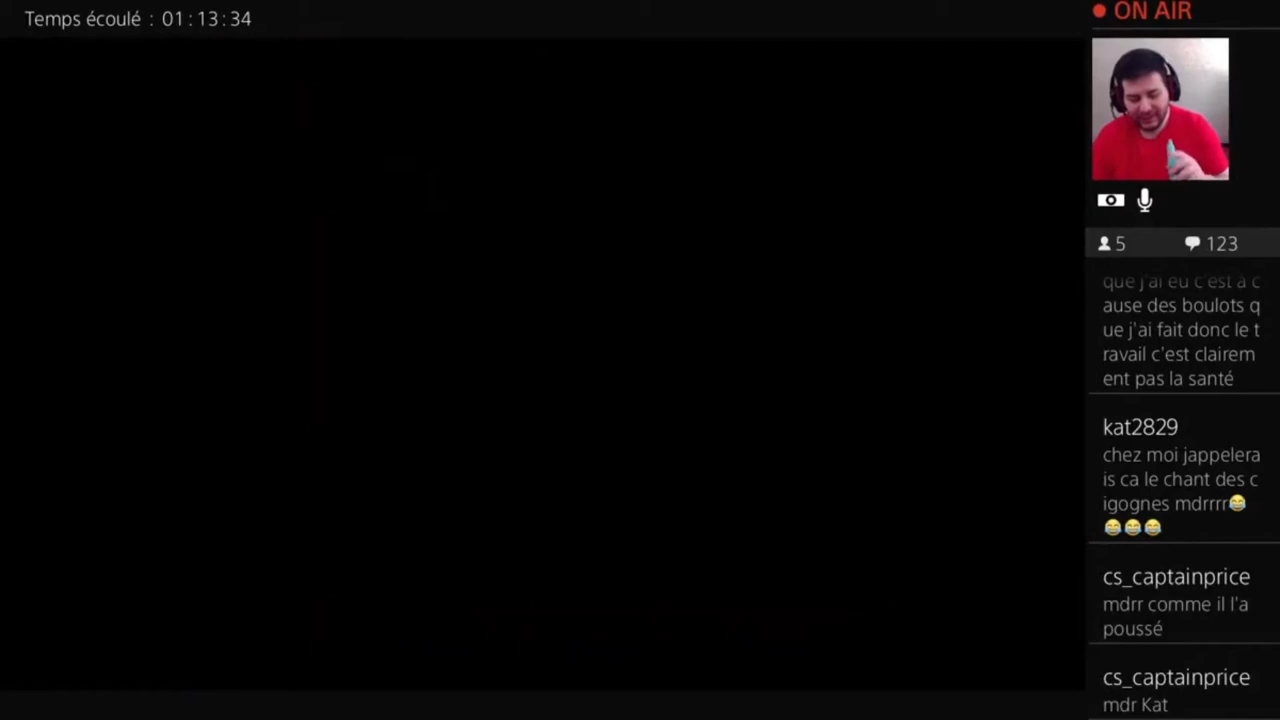 Temps écoulé : 01:13:34
ON AIR
5 123
que j'ai eu c'est à c
ause des boulots q
ue j'ai fait donc le t
ravail c'est clairem
ent pas la santé
kat2829
chez moi jappelera
is ca le chant des c
igognes mdrrrr😂
😂😂😂
cs_captainprice
mdrr comme il l'a
poussé
cs_captainprice
mdr Kat